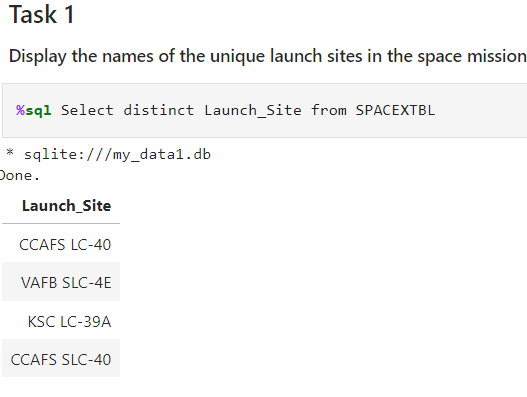 Task 1
Display the names of the unique launch sites in the space mission
%sql Select distinct Launch_Site from SPACEXTBL
* sqlite:///my_data1.db
Done.
Launch_Site
CCAFS LC-40
VAFB SLC-4E
KSC LC-39A
CCAFS SLC-40